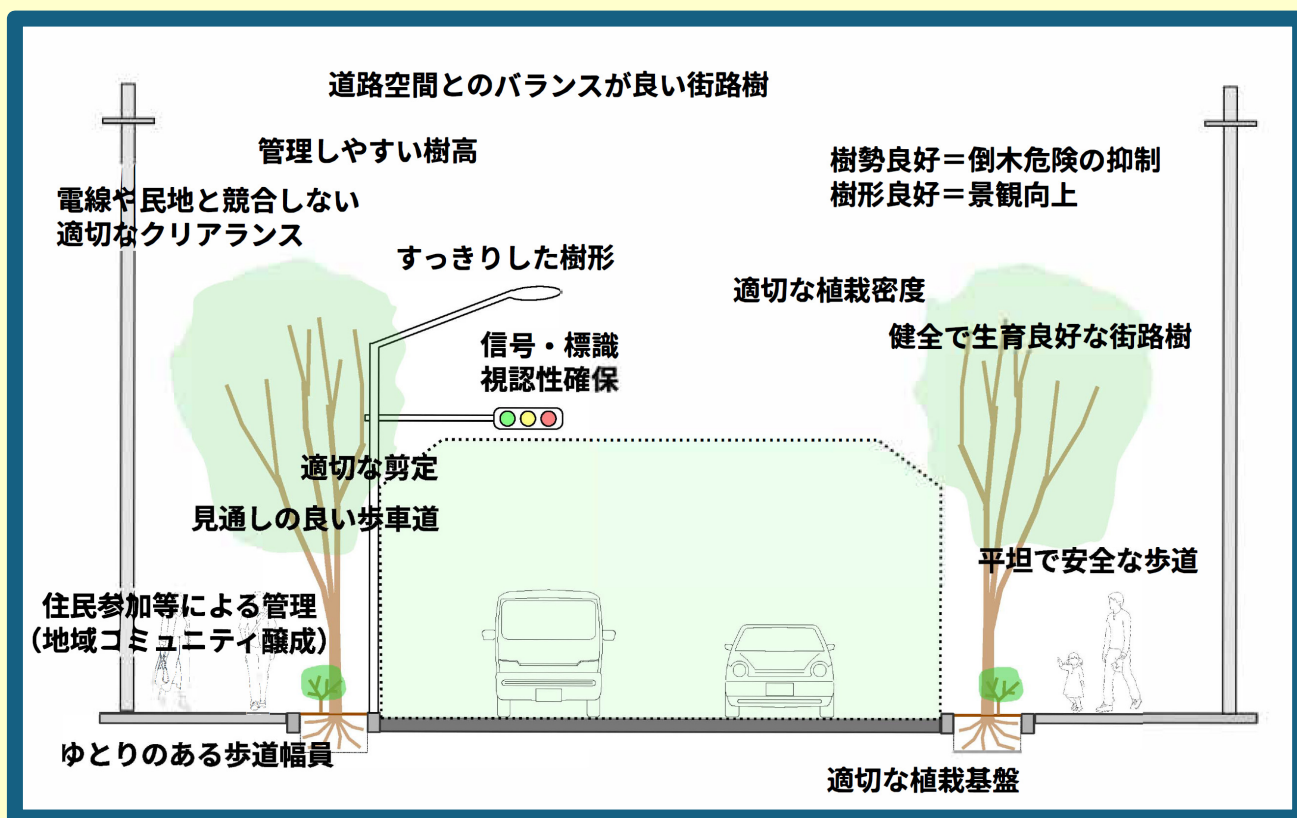 道路空間とのバランスが良い街路樹
管理しやすい樹高
樹勢良好＝倒木危険の抑制
樹形良好＝景観向上
電線や民地と競合しない
適切なクリアランス
すっきりした樹形
適切な植栽密度
健全で生育良好な街路樹
信号・標識
視認性確保
適切な剪定
見通しの良い歩車道
平坦で安全な歩道
住民参加等による管理
（地域コミュニティ醸成）
ゆとりのある歩道幅員
適切な植栽基盤